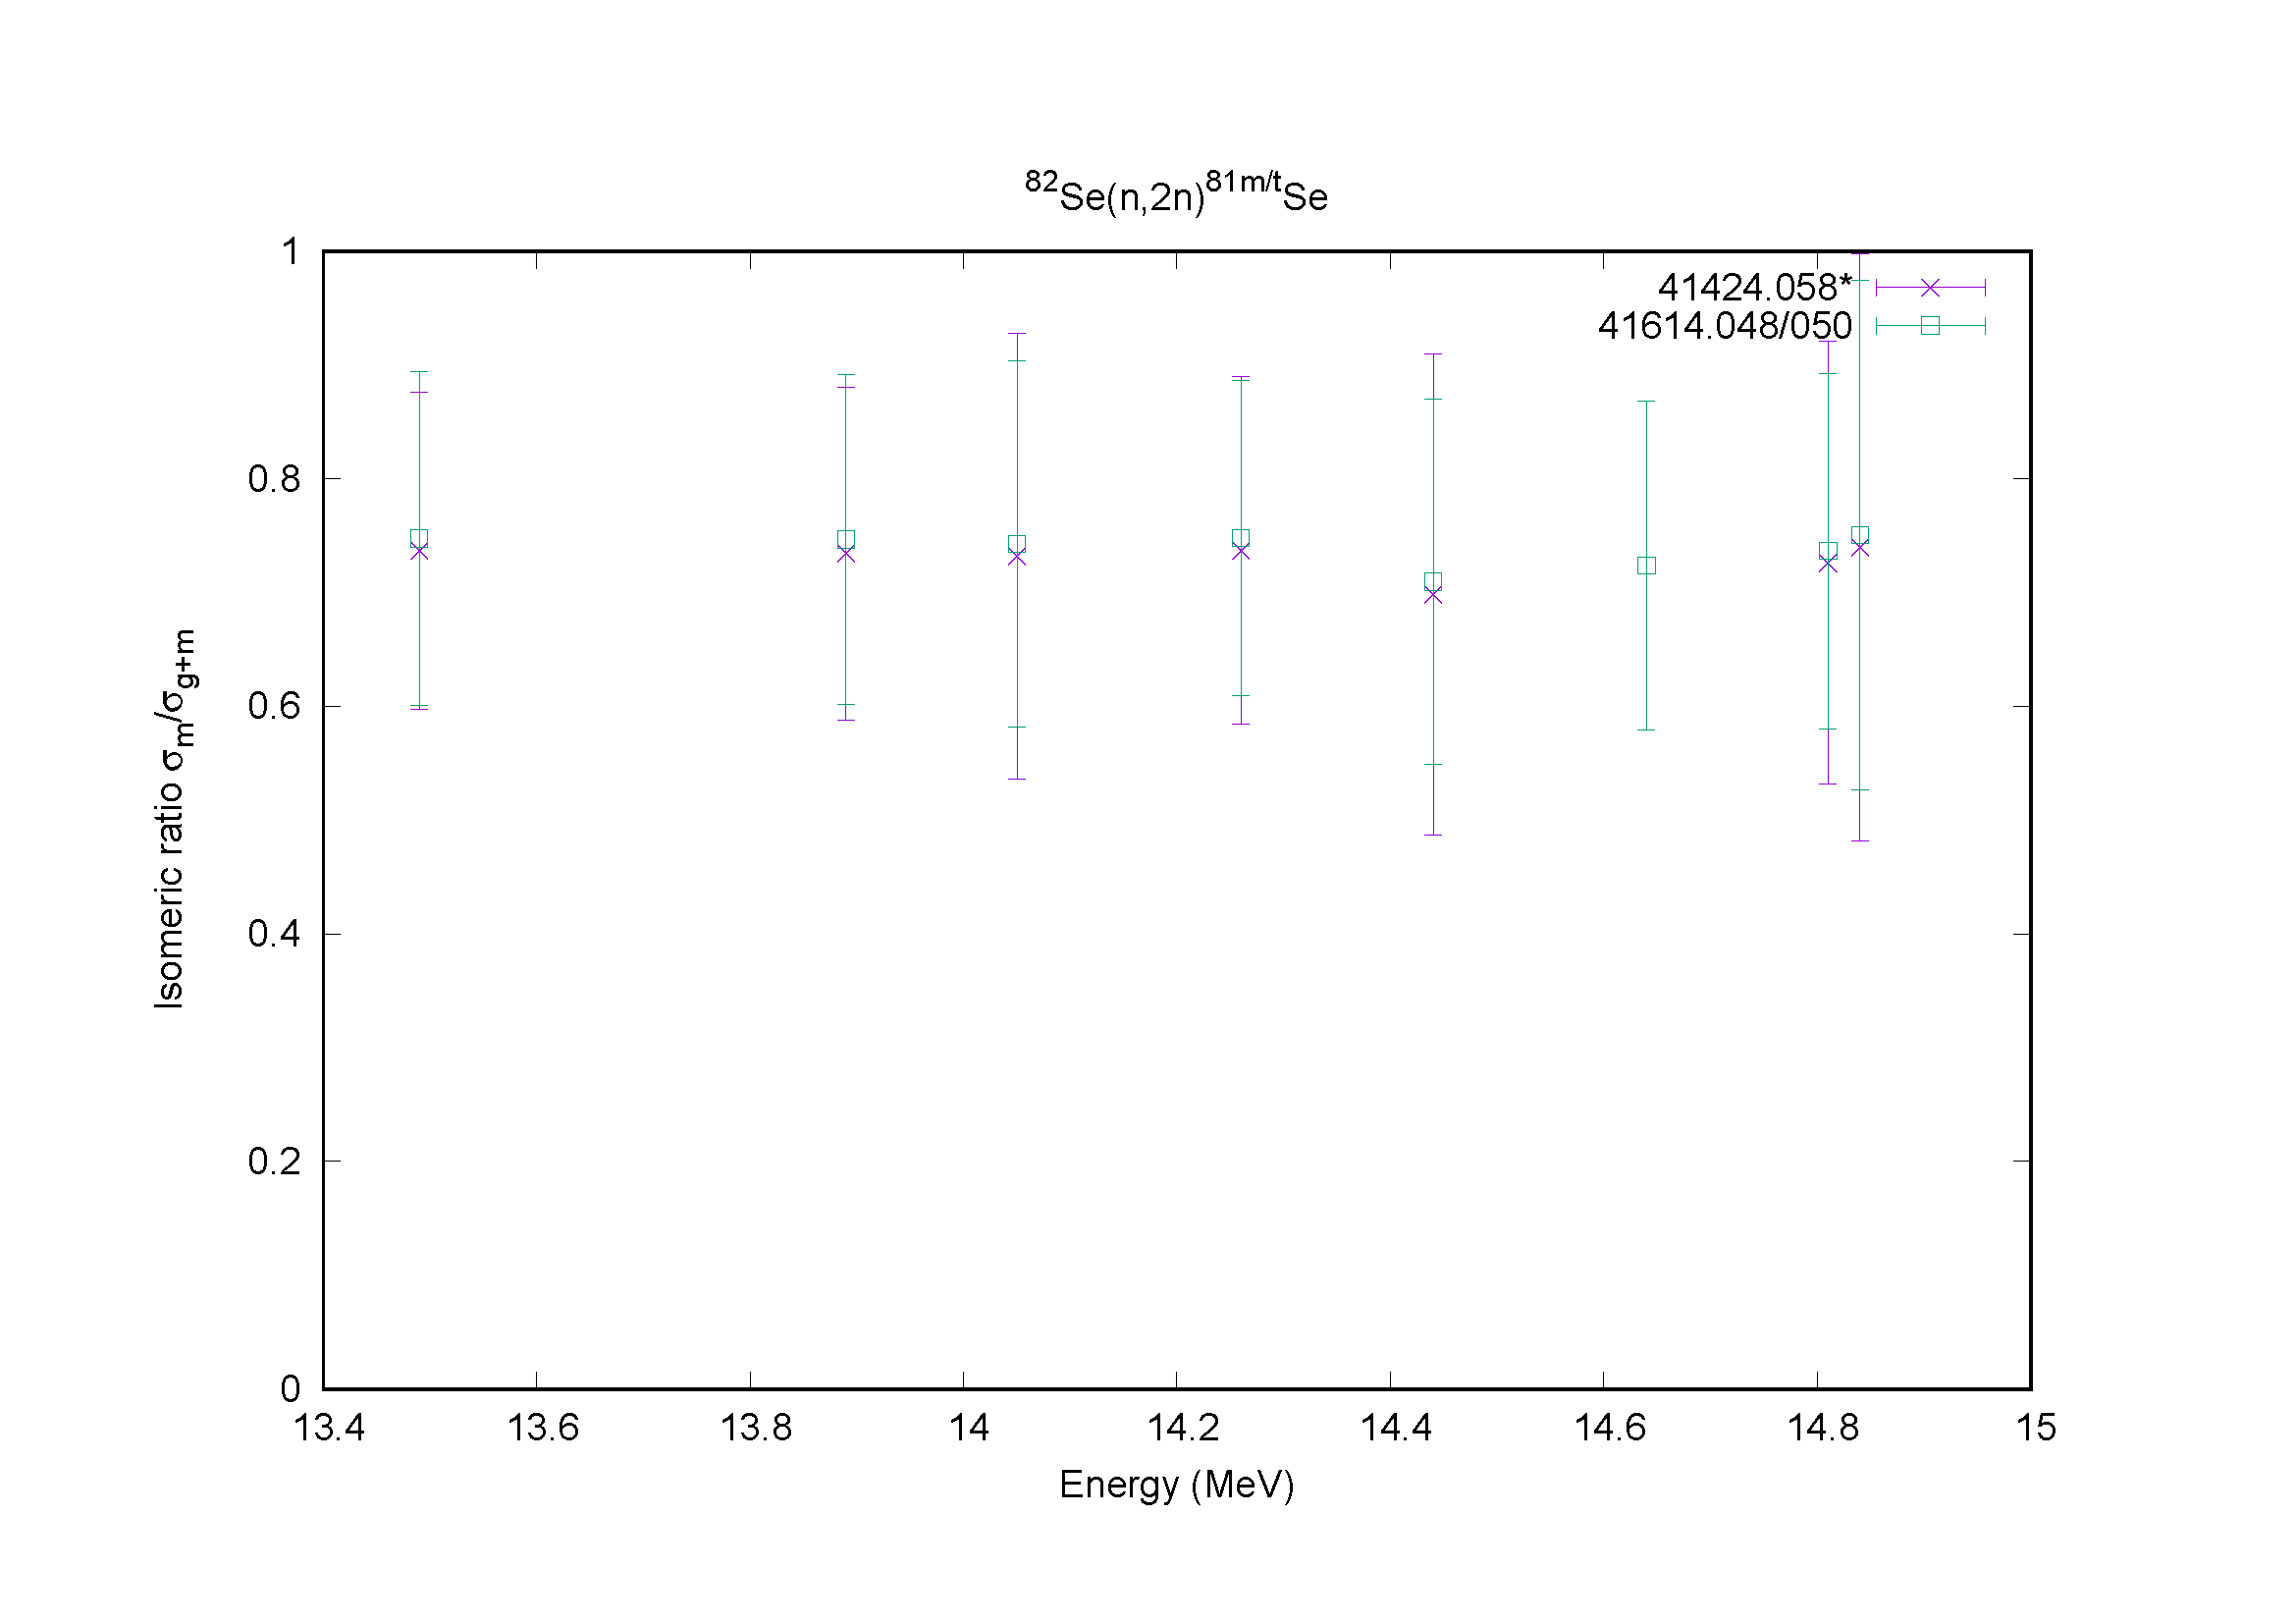 82Se(n,2n)81m/tSe
41424.058*
41614.048/050
1
0.8
0.6
0.4
0.2
0
Isomeric ratio σm/σg+m
13.4 13.6 13.8 14 14.2 14.4 14.6 14.8 15
Energy (MeV)